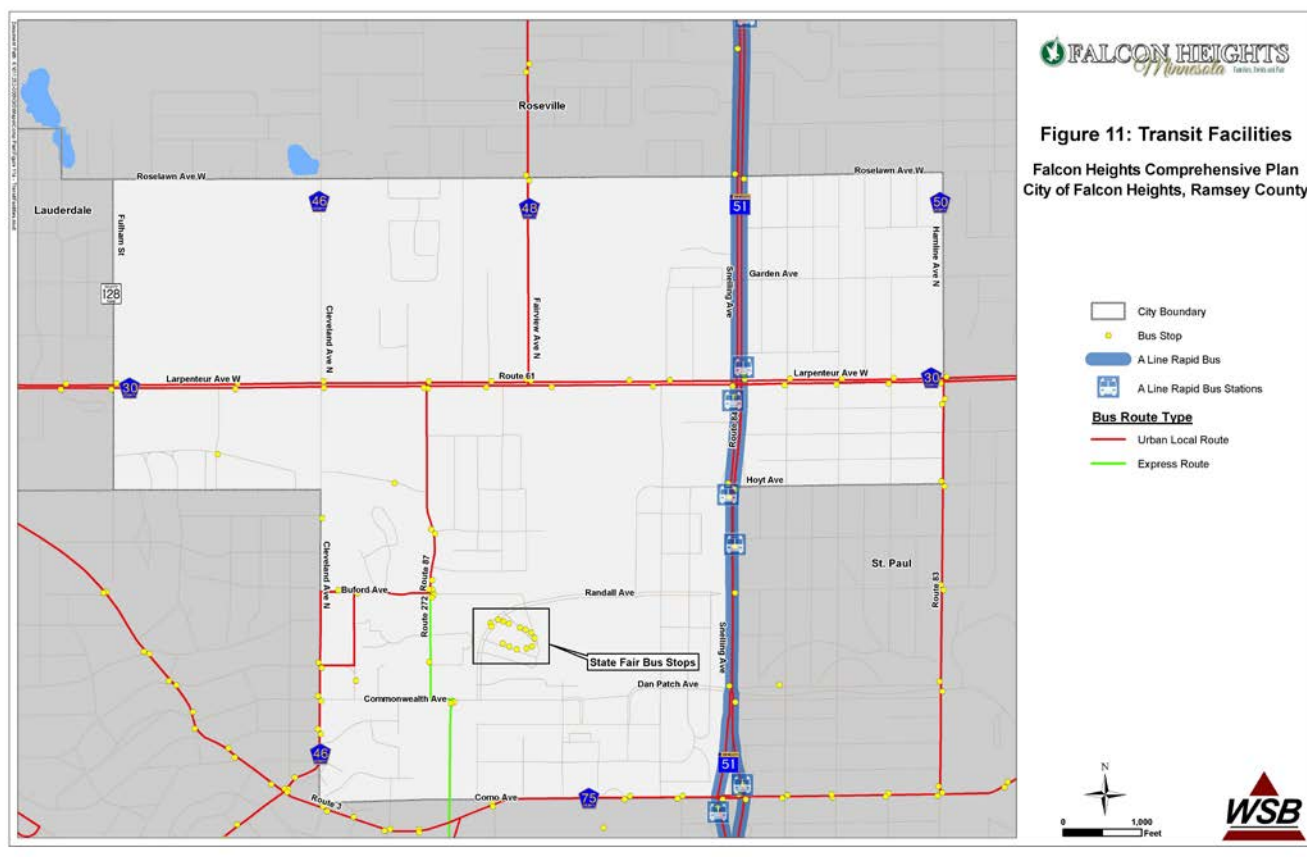 FALCON HEIGHTS
Minnesota
Figure 11: Transit Facilities
Falcon Heights Comprehensive Plan
City of Falcon Heights, Ramsey County
City Boundary
Bus Stop
A Line Rapid Bus
A Line Rapid Bus Stations
Bus Route Type
Urban Local Route
Express Route
N
0 1,000
Feet
WSB
Roseville
Roselawn Ave W
Roselawn Ave W
Lauderdale
Fulham St
46
48
51
50
128
Cleveland Ave N
Fairview Ave N
Snelling Ave
Garden Ave
Hamline Ave N
Larpenteur Ave W
Route 61
Larpenteur Ave W
30
30
Route 84
Hoyt Ave
St. Paul
Cleveland Ave N
Buford Ave
Route 87
Route 272
Randall Ave
Route 83
State Fair Bus Stops
Snelling Ave
Commonwealth Ave
Dan Patch Ave
46
51
Route 3
Como Ave
75